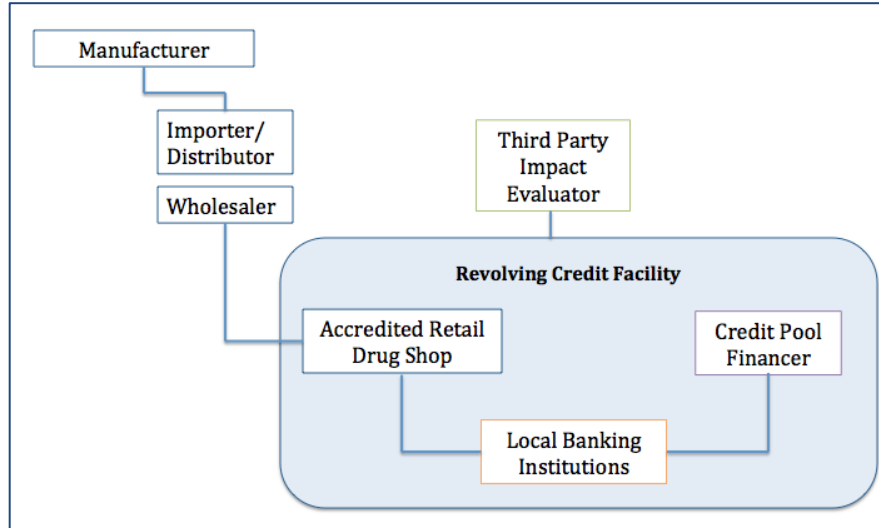 Manufacturer
Importer/
Distributor
Wholesaler
Third Party
Impact
Evaluator
Revolving Credit Facility
Accredited Retail
Drug Shop
Credit Pool
Financer
Local Banking
Institutions